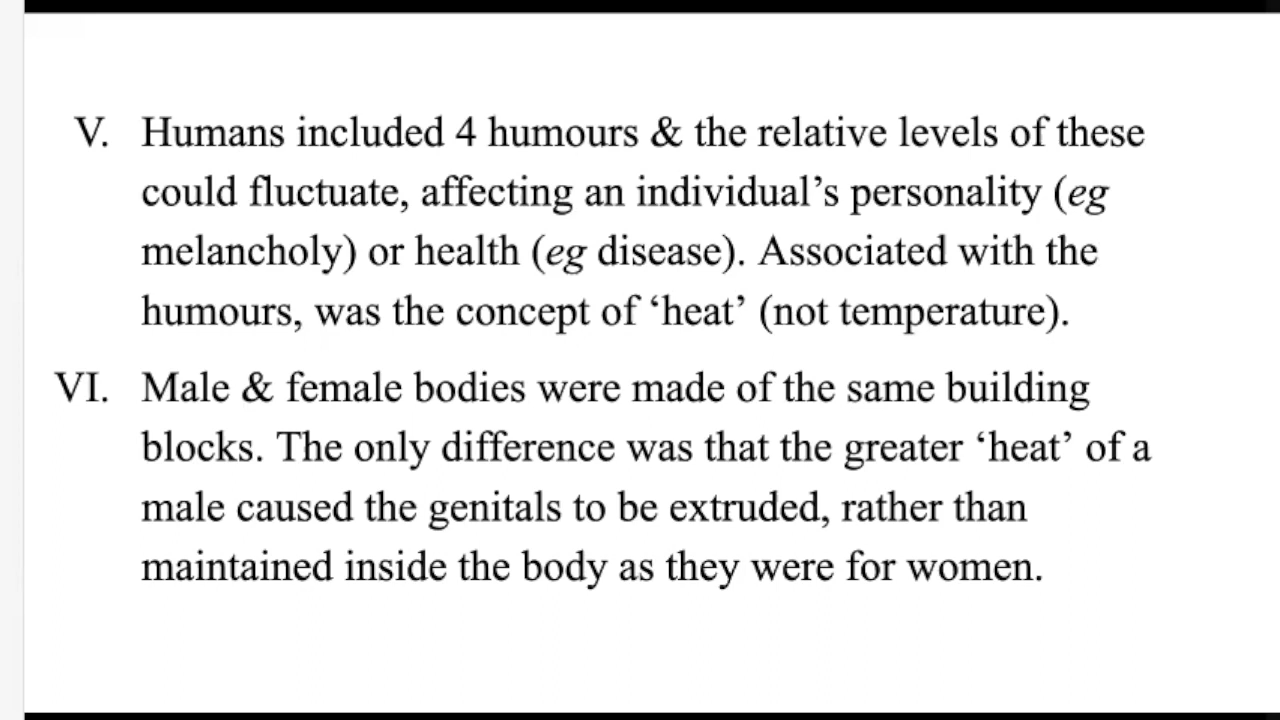 V. Humans included 4 humours & the relative levels of these
could fluctuate, affecting an individual’s personality (eg
melancholy) or health (eg disease). Associated with the
humours, was the concept of ‘heat’ (not temperature).
VI. Male & female bodies were made of the same building
blocks. The only difference was that the greater ‘heat’ of a
male caused the genitals to be extruded, rather than
maintained inside the body as they were for women.